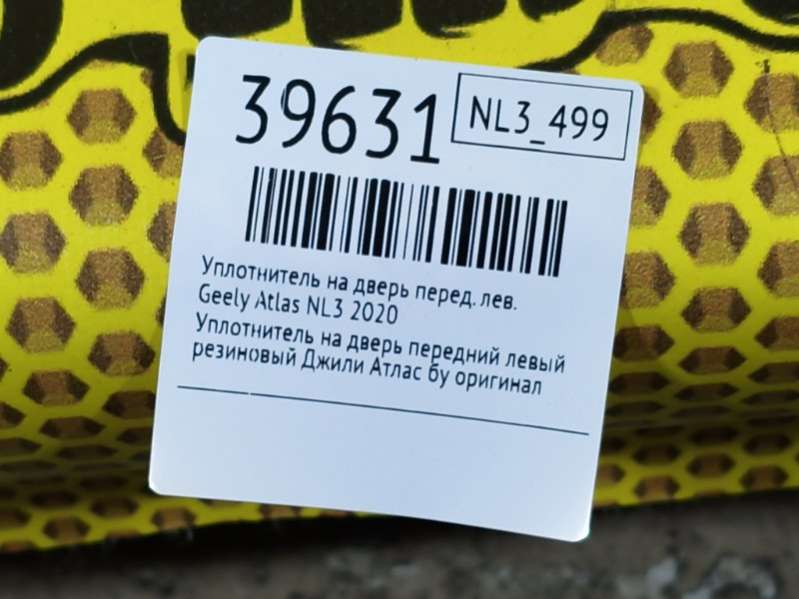 39631
NL3_499
Уплотнитель на дверь перед. лев.
Geely Atlas NL3 2020
Уплотнитель на дверь передний левый
резиновый Джили Атлас бу оригинал